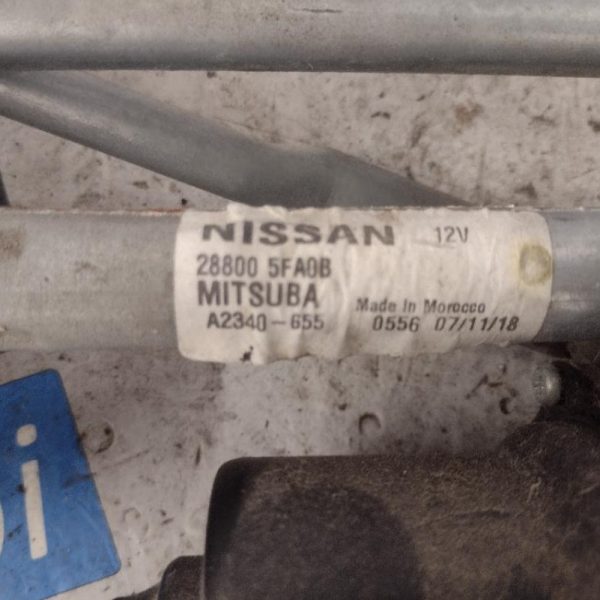 NISSAN 12V
28800 5FA0B
MITSUBA Made In Morocco
A2340-655 0556 07/11/18